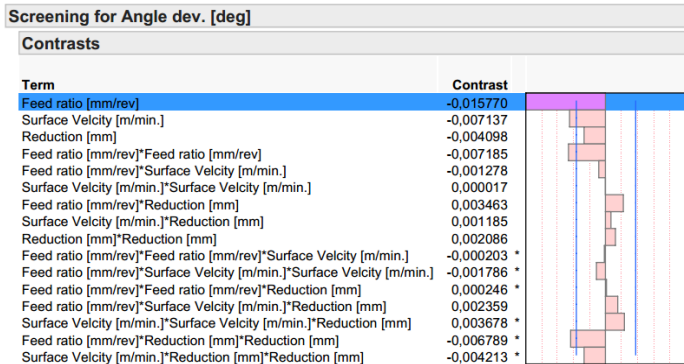 Screening for Angle dev. [deg]
Contrasts
Term Contrast
Feed ratio [mm/rev] -0,015770
Surface Velcity [m/min.] -0,007137
Reduction [mm] -0,004098
Feed ratio [mm/rev]*Feed ratio [mm/rev] -0,007185
Feed ratio [mm/rev]*Surface Velcity [m/min.] -0,001278
Surface Velcity [m/min.]*Surface Velcity [m/min.] 0,000017
Feed ratio [mm/rev]*Reduction [mm] 0,003463
Surface Velcity [m/min.]*Reduction [mm] 0,001185
Reduction [mm]*Reduction [mm] 0,002086
Feed ratio [mm/rev]*Feed ratio [mm/rev]*Surface Velcity [m/min.] -0,000203 *
Feed ratio [mm/rev]*Surface Velcity [m/min.]*Surface Velcity [m/min.] -0,001786 *
Feed ratio [mm/rev]*Feed ratio [mm/rev]*Reduction [mm] 0,000246 *
Feed ratio [mm/rev]*Surface Velcity [m/min.]*Reduction [mm] 0,002359
Surface Velcity [m/min.]*Surface Velcity [m/min.]*Reduction [mm] 0,003678 *
Feed ratio [mm/rev]*Reduction [mm]*Reduction [mm] -0,006789 *
Surface Velcity [m/min.]*Reduction [mm]*Reduction [mm] -0,004213 *